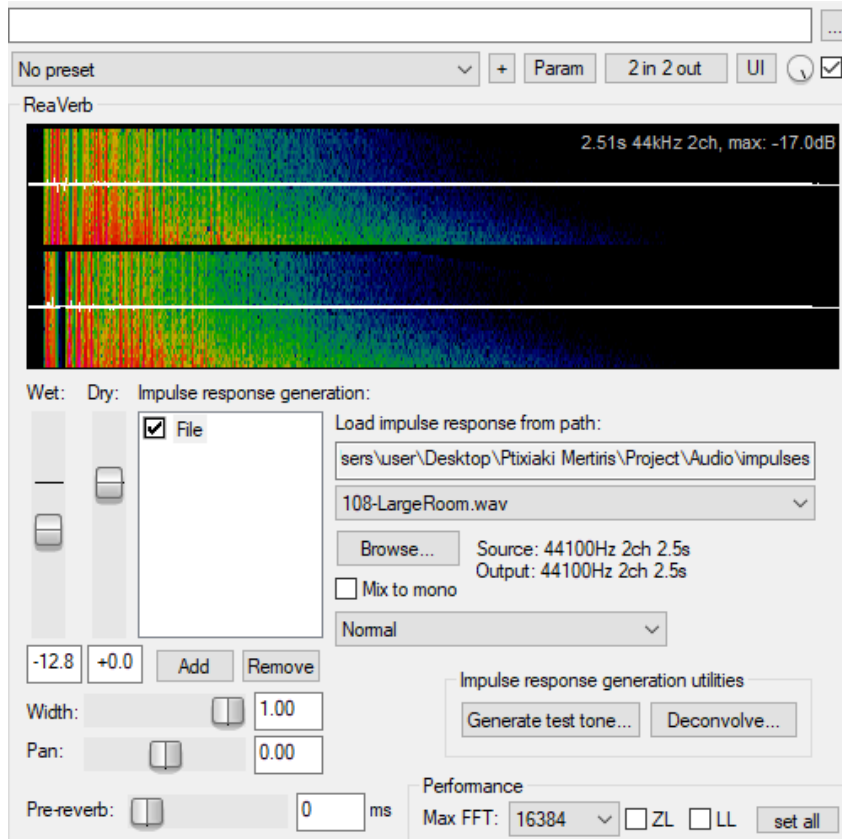 ...
No preset
+
Param
2 in 2 out
UI
ReaVerb
2.51s 44kHz 2ch, max: -17.0dB
Wet:
Dry:
Impulse response generation:
File
Load impulse response from path:
sers\user\Desktop\Ptixiaki Mertiris\Project\Audio\impulses
108-LargeRoom.wav
Browse...
Source: 44100Hz 2ch 2.5s
Output: 44100Hz 2ch 2.5s
Mix to mono
Normal
-12.8
+0.0
Add
Remove
Width:
1.00
Pan:
0.00
Impulse response generation utilities
Generate test tone...
Deconvolve...
Pre-reverb:
0
ms
Performance
Max FFT:
16384
ZL
LL
set all